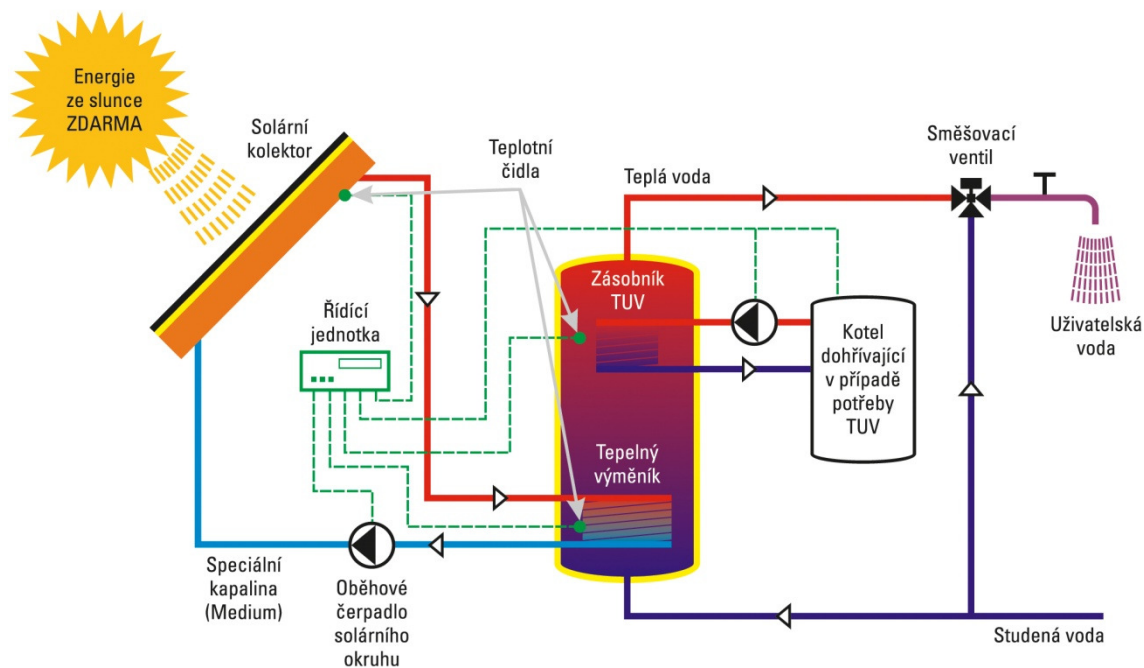 Energie
ze slunce
ZDARMA
Solární
kolektor
Teplotní
čidla
Teplá voda
Směšovací
ventil
Řídící
jednotka
Zásobník
TUV
Kotel
dohřívající
v případě
potřeby
TUV
Uživatelská
voda
Tepelný
výměník
Speciální
kapalina
(Medium)
Oběhové
čerpadlo
solárního
okruhu
Studená voda